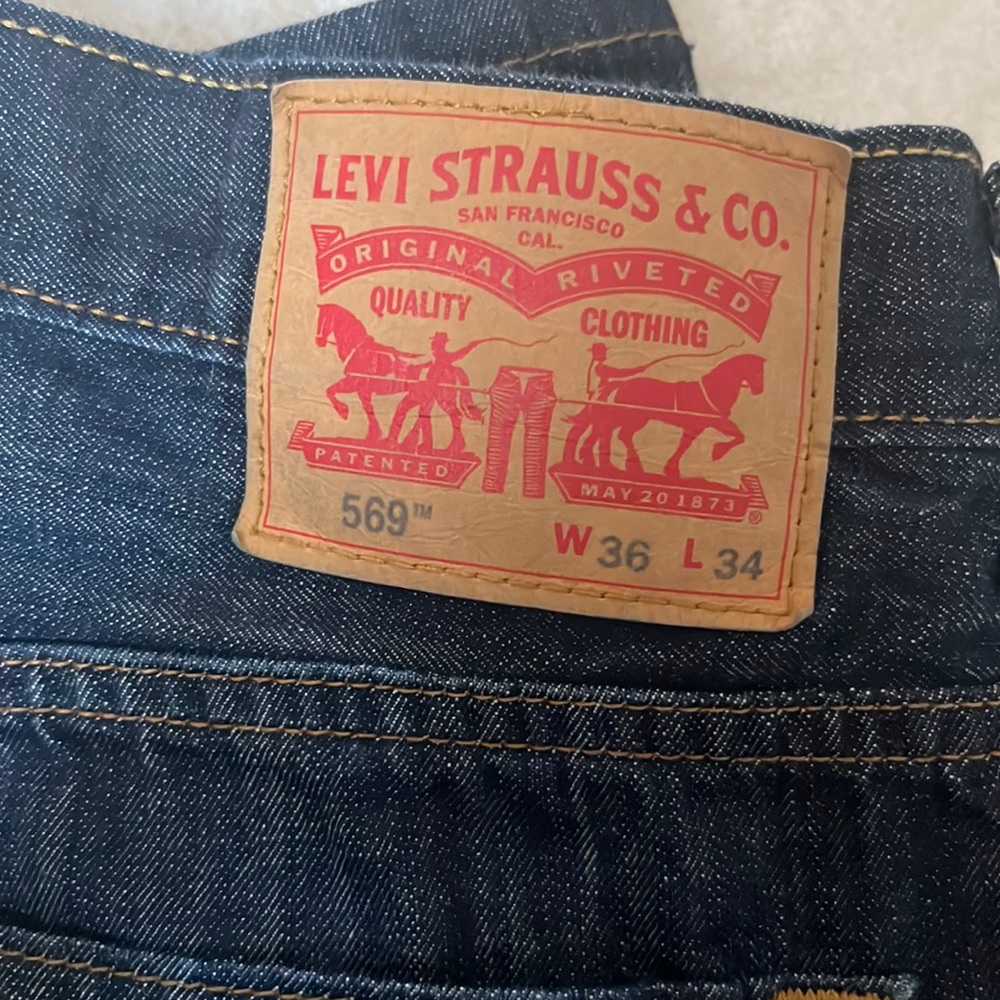 LEVI STRAUSS & CO.
SAN FRANCISCO
CAL.
ORIGINAL RIVETED
QUALITY CLOTHING
PATENTED MAY 20 1873 ®
569™ W 36 L 34